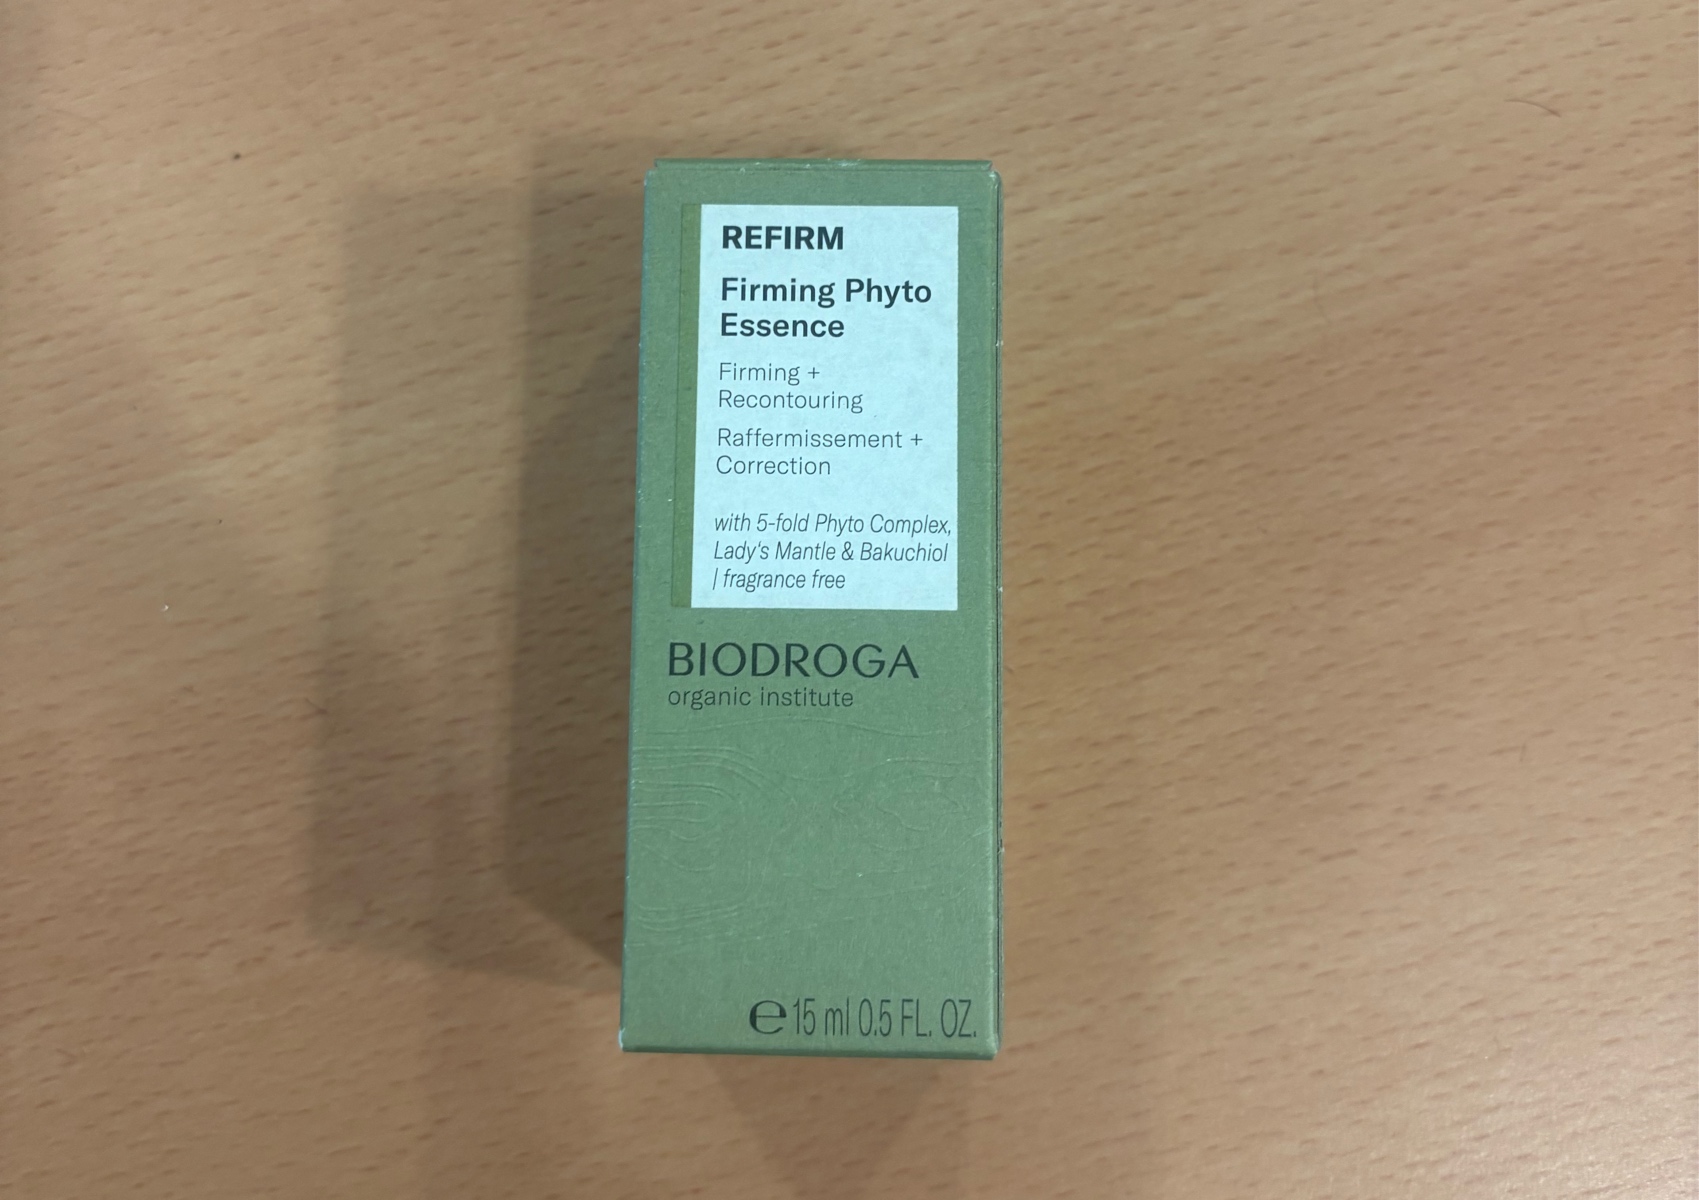 REFIRM
Firming Phyto
Essence
Firming +
Recontouring
Raffermissement +
Correction
with 5-fold Phyto Complex,
Lady's Mantle & Bakuchiol
| fragrance free
BIODROGA
organic institute
℮ 15 ml 0.5 FL. OZ.